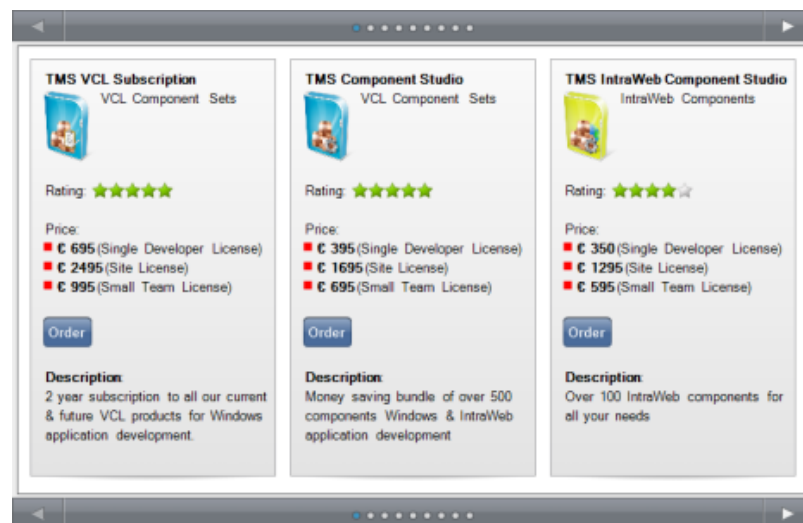 TMS VCL Subscription
VCL Component Sets
Rating:
Price:
€ 695 (Single Developer License)
€ 2495 (Site License)
€ 995 (Small Team License)
Order
Description:
2 year subscription to all our current
& future VCL products for Windows
application development.
TMS Component Studio
VCL Component Sets
Rating:
Price:
€ 395 (Single Developer License)
€ 1695 (Site License)
€ 695 (Small Team License)
Order
Description:
Money saving bundle of over 500
components Windows & IntraWeb
application development
TMS IntraWeb Component Studio
IntraWeb Components
Rating:
Price:
€ 350 (Single Developer License)
€ 1295 (Site License)
€ 595 (Small Team License)
Order
Description:
Over 100 IntraWeb components for
all your needs